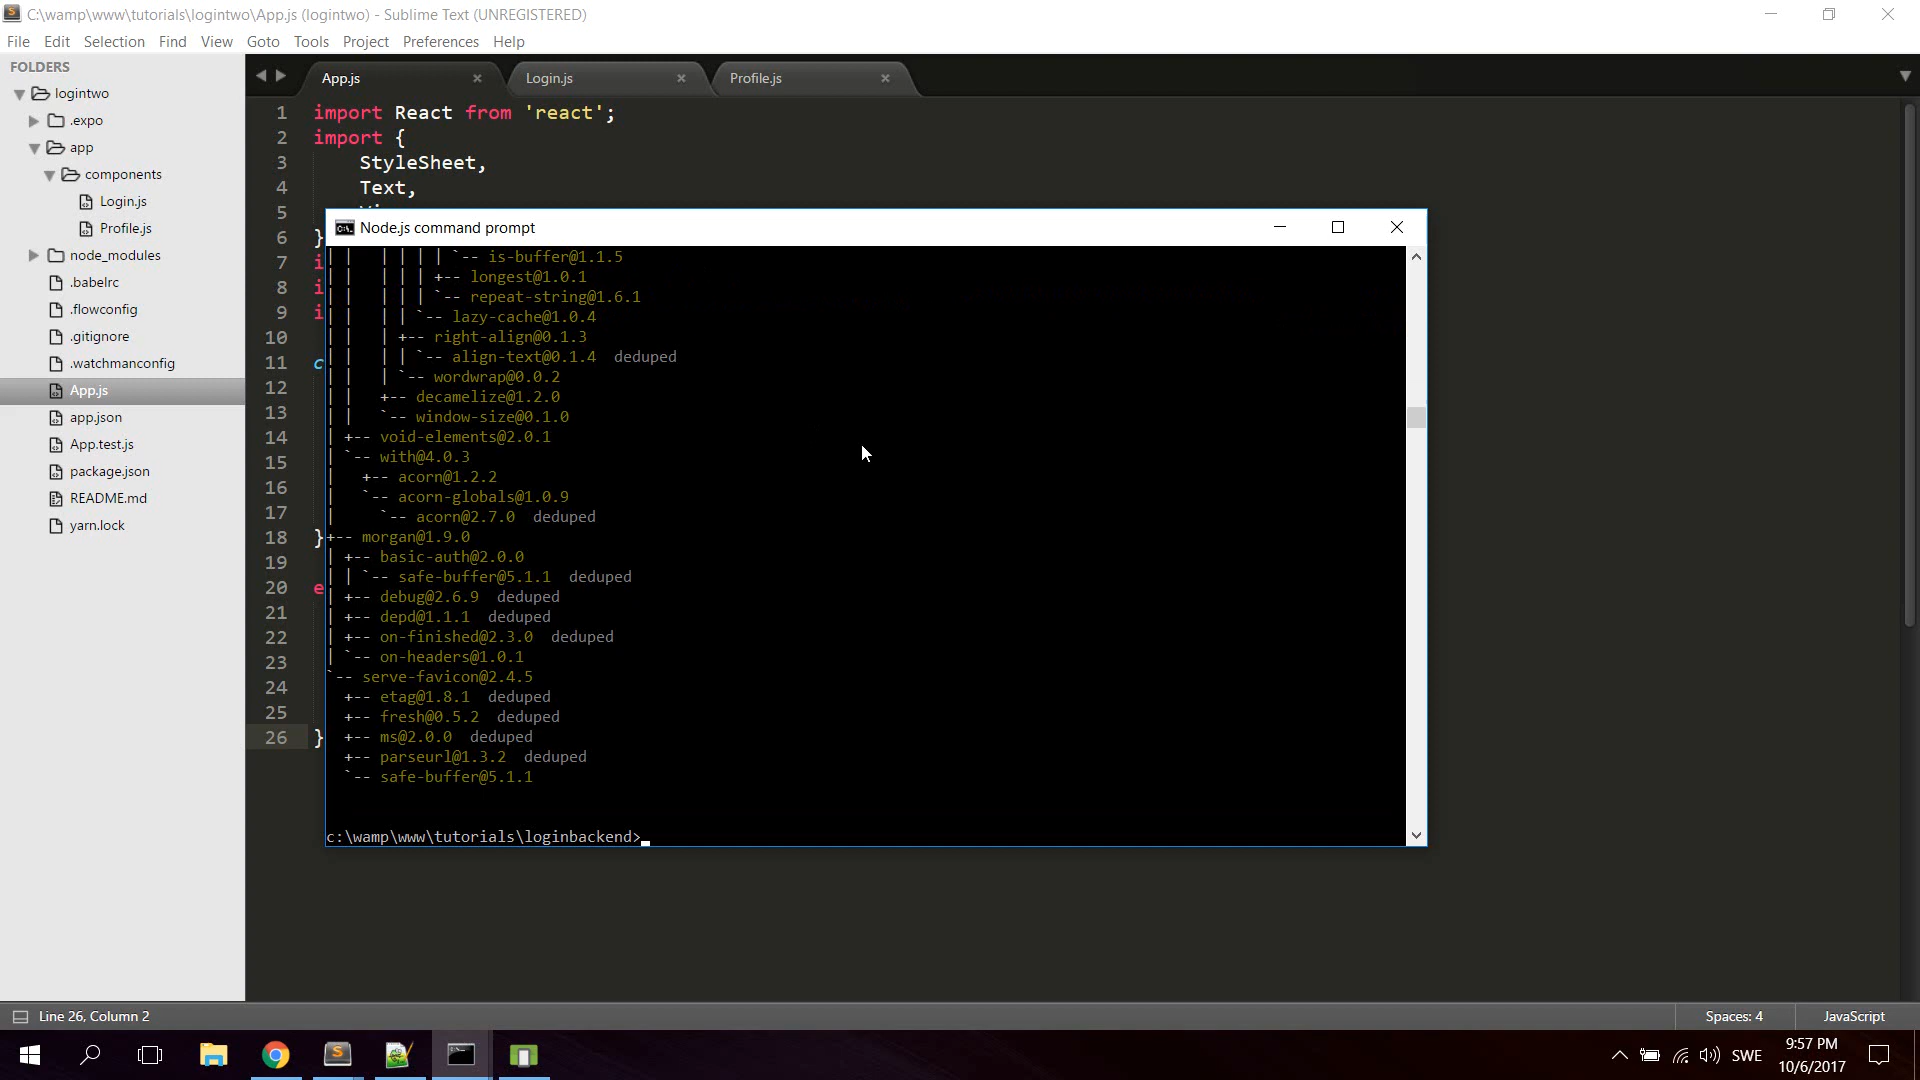 C:\wamp\www\tutorials\logintwo\App.js (logintwo) - Sublime Text (UNREGISTERED)
File Edit Selection Find View Goto Tools Project Preferences Help
FOLDERS
logintwo
.expo
app
components
Login.js
Profile.js
node_modules
.babelrc
.flowconfig
.gitignore
.watchmanconfig
App.js
app.json
App.test.js
package.json
README.md
yarn.lock
App.js Login.js Profile.js
1 import React from 'react';
2 import {
3 StyleSheet,
4 Text,
5
6 }
7 i
8 i
9 i
10
11 c
12
13
14
15
16
17
18 }
19
20 e
21
22
23
24
25
26 }
Node.js command prompt
| |   | | | | `-- is-buffer@1.1.5
| |   | | | +-- longest@1.0.1
| |   | | | `-- repeat-string@1.6.1
| |   | | `-- lazy-cache@1.0.4
| |   | +-- right-align@0.1.3
| |   | | `-- align-text@0.1.4  deduped
| |   | `-- wordwrap@0.0.2
| |   +-- decamelize@1.2.0
| |   `-- window-size@0.1.0
| +-- void-elements@2.0.1
| `-- with@4.0.3
|   +-- acorn@1.2.2
|   `-- acorn-globals@1.0.9
|     `-- acorn@2.7.0  deduped
+-- morgan@1.9.0
| +-- basic-auth@2.0.0
| | `-- safe-buffer@5.1.1  deduped
| +-- debug@2.6.9  deduped
| +-- depd@1.1.1  deduped
| +-- on-finished@2.3.0  deduped
| `-- on-headers@1.0.1
`-- serve-favicon@2.4.5
  +-- etag@1.8.1  deduped
  +-- fresh@0.5.2  deduped
  +-- ms@2.0.0  deduped
  +-- parseurl@1.3.2  deduped
  `-- safe-buffer@5.1.1
c:\wamp\www\tutorials\loginbackend>
Line 26, Column 2 Spaces: 4 JavaScript
SWE
9:57 PM
10/6/2017